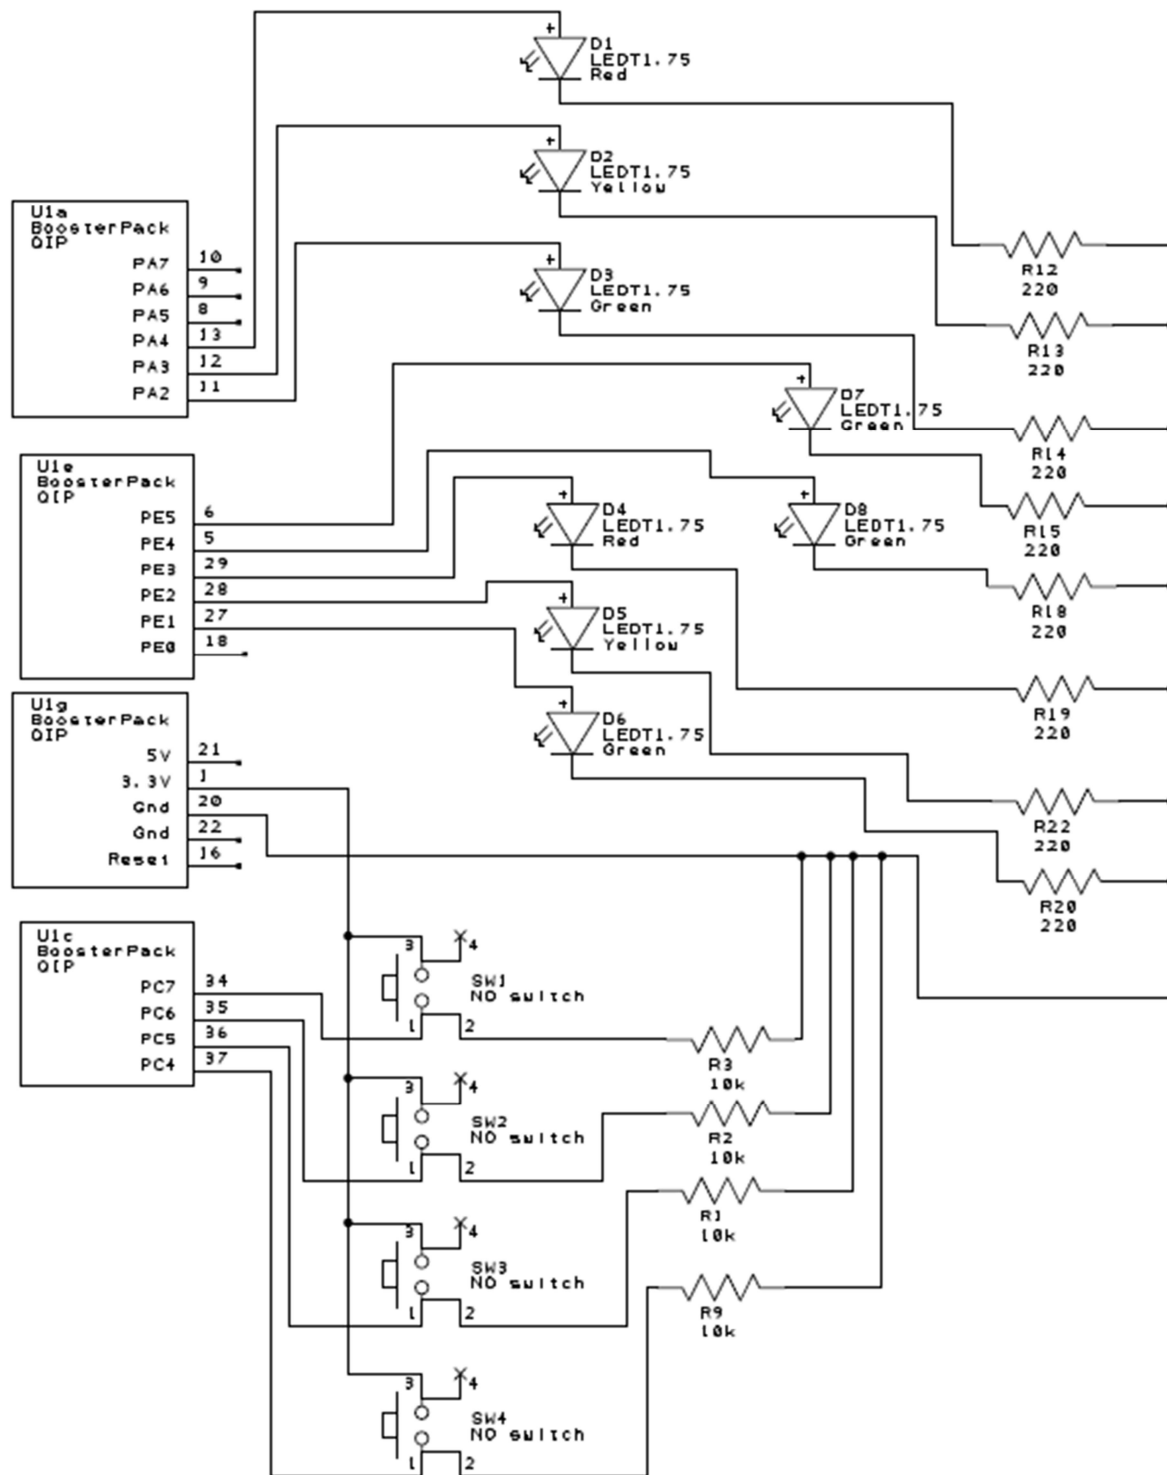 D1
LEDT1.75
Red
D2
LEDT1.75
Yellow
U1a
BoosterPack
QIP
PA7 10
PA6 9
PA5 8
PA4 13
PA3 12
PA2 11
D3
LEDT1.75
Green
R12
220
R13
220
D7
LEDT1.75
Green
R14
220
U1e
BoosterPack
QIP
PE5 6
PE4 5
PE3 29
PE2 28
PE1 27
PE0 18
D4
LEDT1.75
Red
D8
LEDT1.75
Green
R15
220
R18
220
D5
LEDT1.75
Yellow
D6
LEDT1.75
Green
R19
220
U1g
BoosterPack
QIP
5V 21
3.3V 1
Gnd 20
Gnd 22
Reset 16
R22
220
R20
220
U1c
BoosterPack
QIP
PC7 34
PC6 35
PC5 36
PC4 37
3 4
SW1
NO switch
1 2
R3
10k
3 4
SW2
NO switch
1 2
R2
10k
R1
10k
3 4
SW3
NO switch
1 2
R9
10k
3 4
SW4
NO switch
1 2